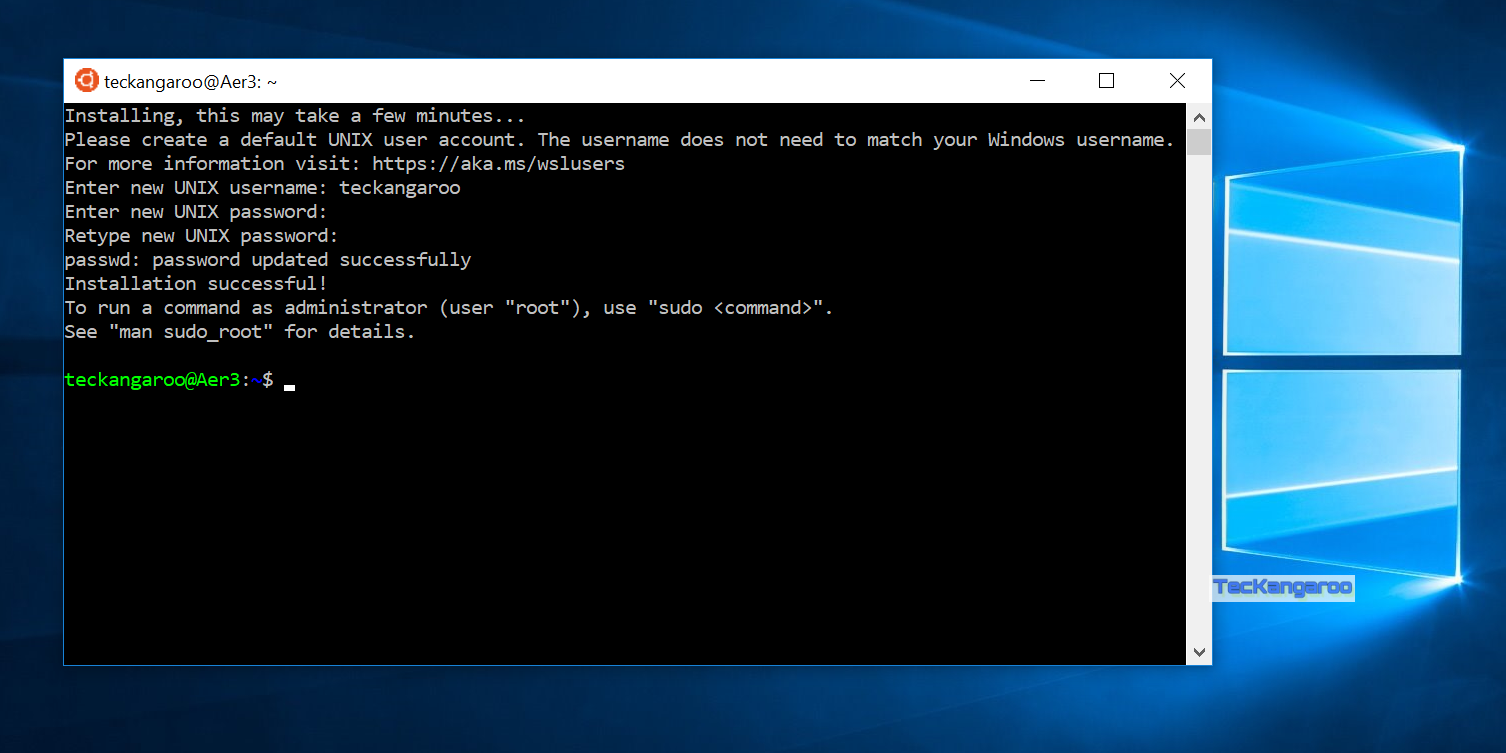 teckangaroo@Aer3: ~
Installing, this may take a few minutes...
Please create a default UNIX user account. The username does not need to match your Windows username.
For more information visit: https://aka.ms/wslusers
Enter new UNIX username: teckangaroo
Enter new UNIX password:
Retype new UNIX password:
passwd: password updated successfully
Installation successful!
To run a command as administrator (user "root"), use "sudo <command>".
See "man sudo_root" for details.
teckangaroo@Aer3:~$
TecKangaroo